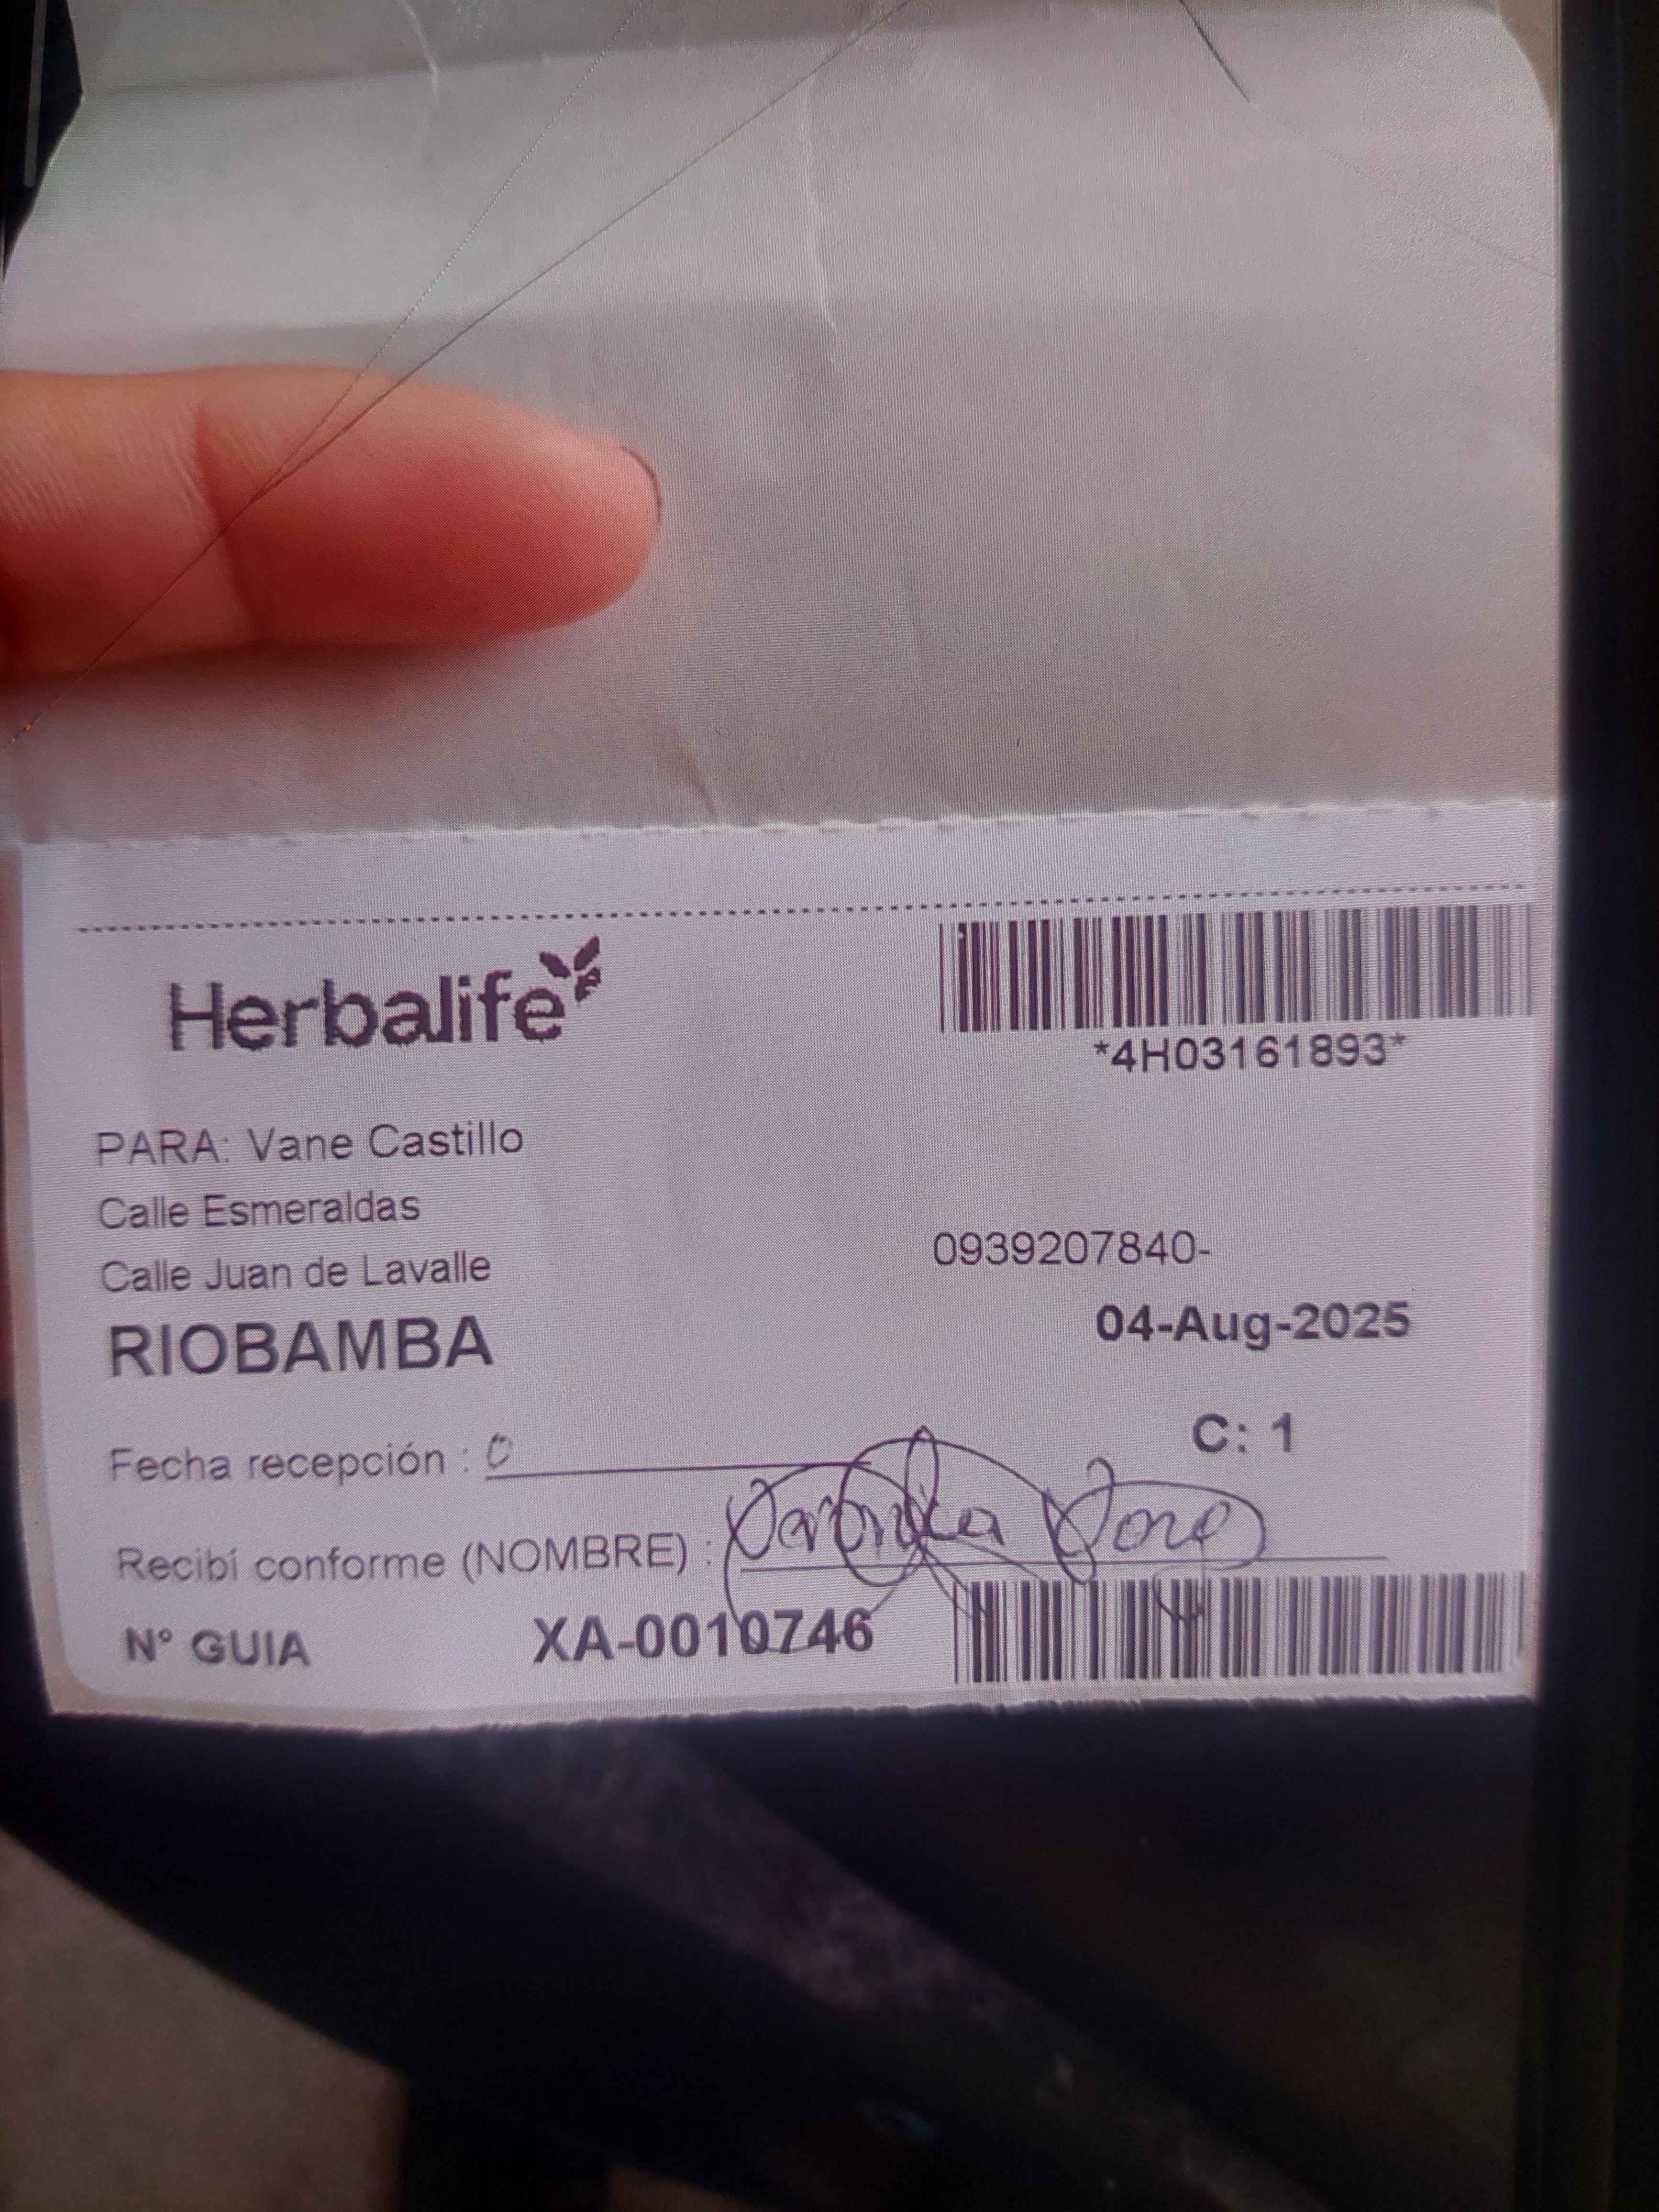 Herbalife
*4H03161893*
PARA: Vane Castillo
Calle Esmeraldas
0939207840-
Calle Juan de Lavalle
04-Aug-2025
RIOBAMBA
C: 1
Fecha recepción : 0
Recibí conforme (NOMBRE) : Veronica
N° GUIA XA-0010746